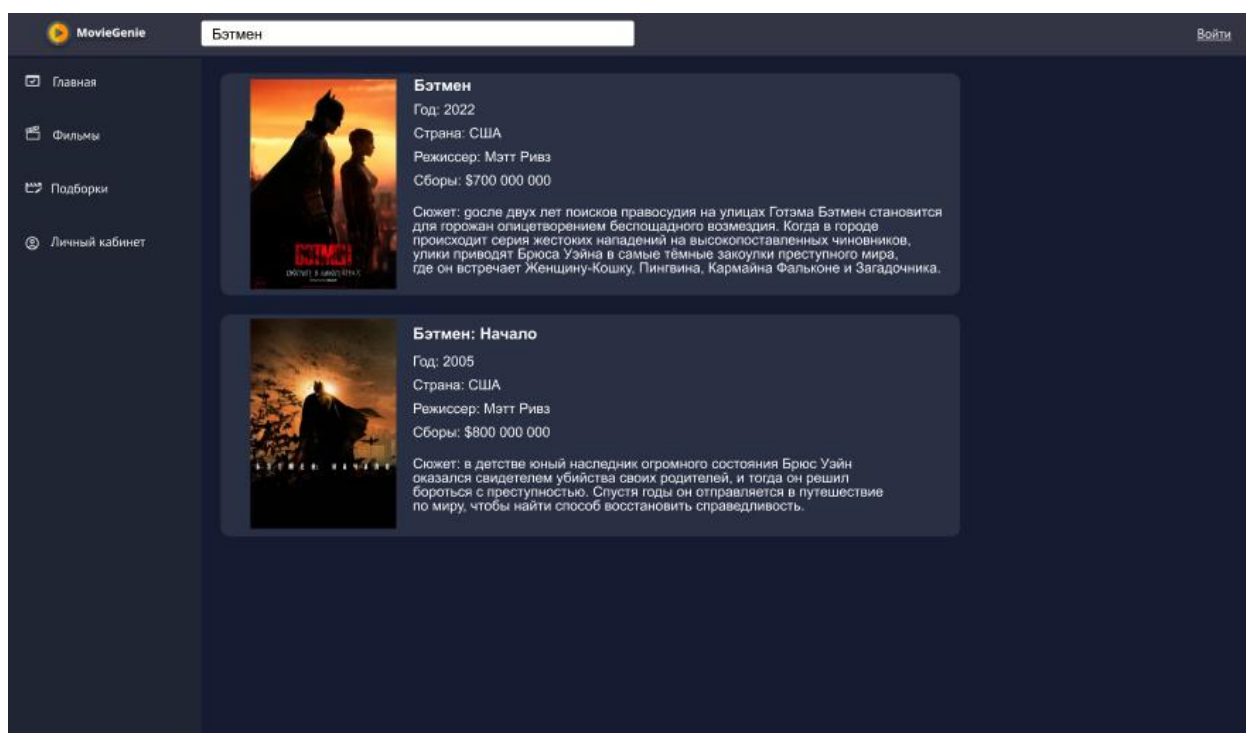 MovieGenie
Бэтмен
Войти
Главная
Фильмы
Подборки
Личный кабинет
Бэтмен
Год: 2022
Страна: США
Режиссер: Мэтт Ривз
Сборы: $700 000 000
Сюжет: gосле двух лет поисков правосудия на улицах Готэма Бэтмен становится
для горожан олицетворением беспощадного возмездия. Когда в городе
происходит серия жестоких нападений на высокопоставленных чиновников,
улики приводят Брюса Уэйна в самые тёмные закоулки преступного мира,
где он встречает Женщину-Кошку, Пингвина, Кармайна Фальконе и Загадочника.
БЭТМЕН
Бэтмен: Начало
Год: 2005
Страна: США
Режиссер: Мэтт Ривз
Сборы: $800 000 000
Сюжет: в детстве юный наследник огромного состояния Брюс Уэйн
оказался свидетелем убийства своих родителей, и тогда он решил
бороться с преступностью. Спустя годы он отправляется в путешествие
по миру, чтобы найти способ восстановить справедливость.
БЭТМЕН: НАЧАЛО